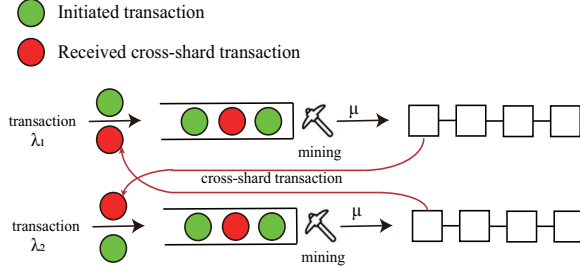 Initiated transaction
Received cross-shard transaction
transaction
λ₁
μ
mining
cross-shard transaction
transaction
λ₂
μ
mining